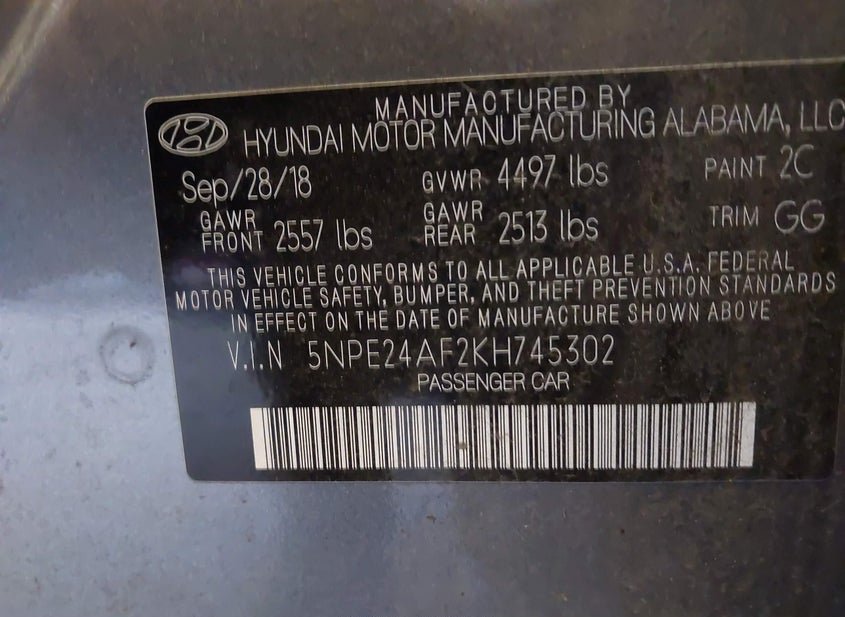 MANUFACTURED BY
HYUNDAI MOTOR MANUFACTURING ALABAMA, LLC
Sep/28/18 GVWR 4497 lbs PAINT 2C
GAWR FRONT 2557 lbs GAWR REAR 2513 lbs TRIM GG
THIS VEHICLE CONFORMS TO ALL APPLICABLE U.S.A. FEDERAL
MOTOR VEHICLE SAFETY, BUMPER, AND THEFT PREVENTION STANDARDS
IN EFFECT ON THE DATE OF MANUFACTURE SHOWN ABOVE
V.I.N 5NPE24AF2KH745302
PASSENGER CAR